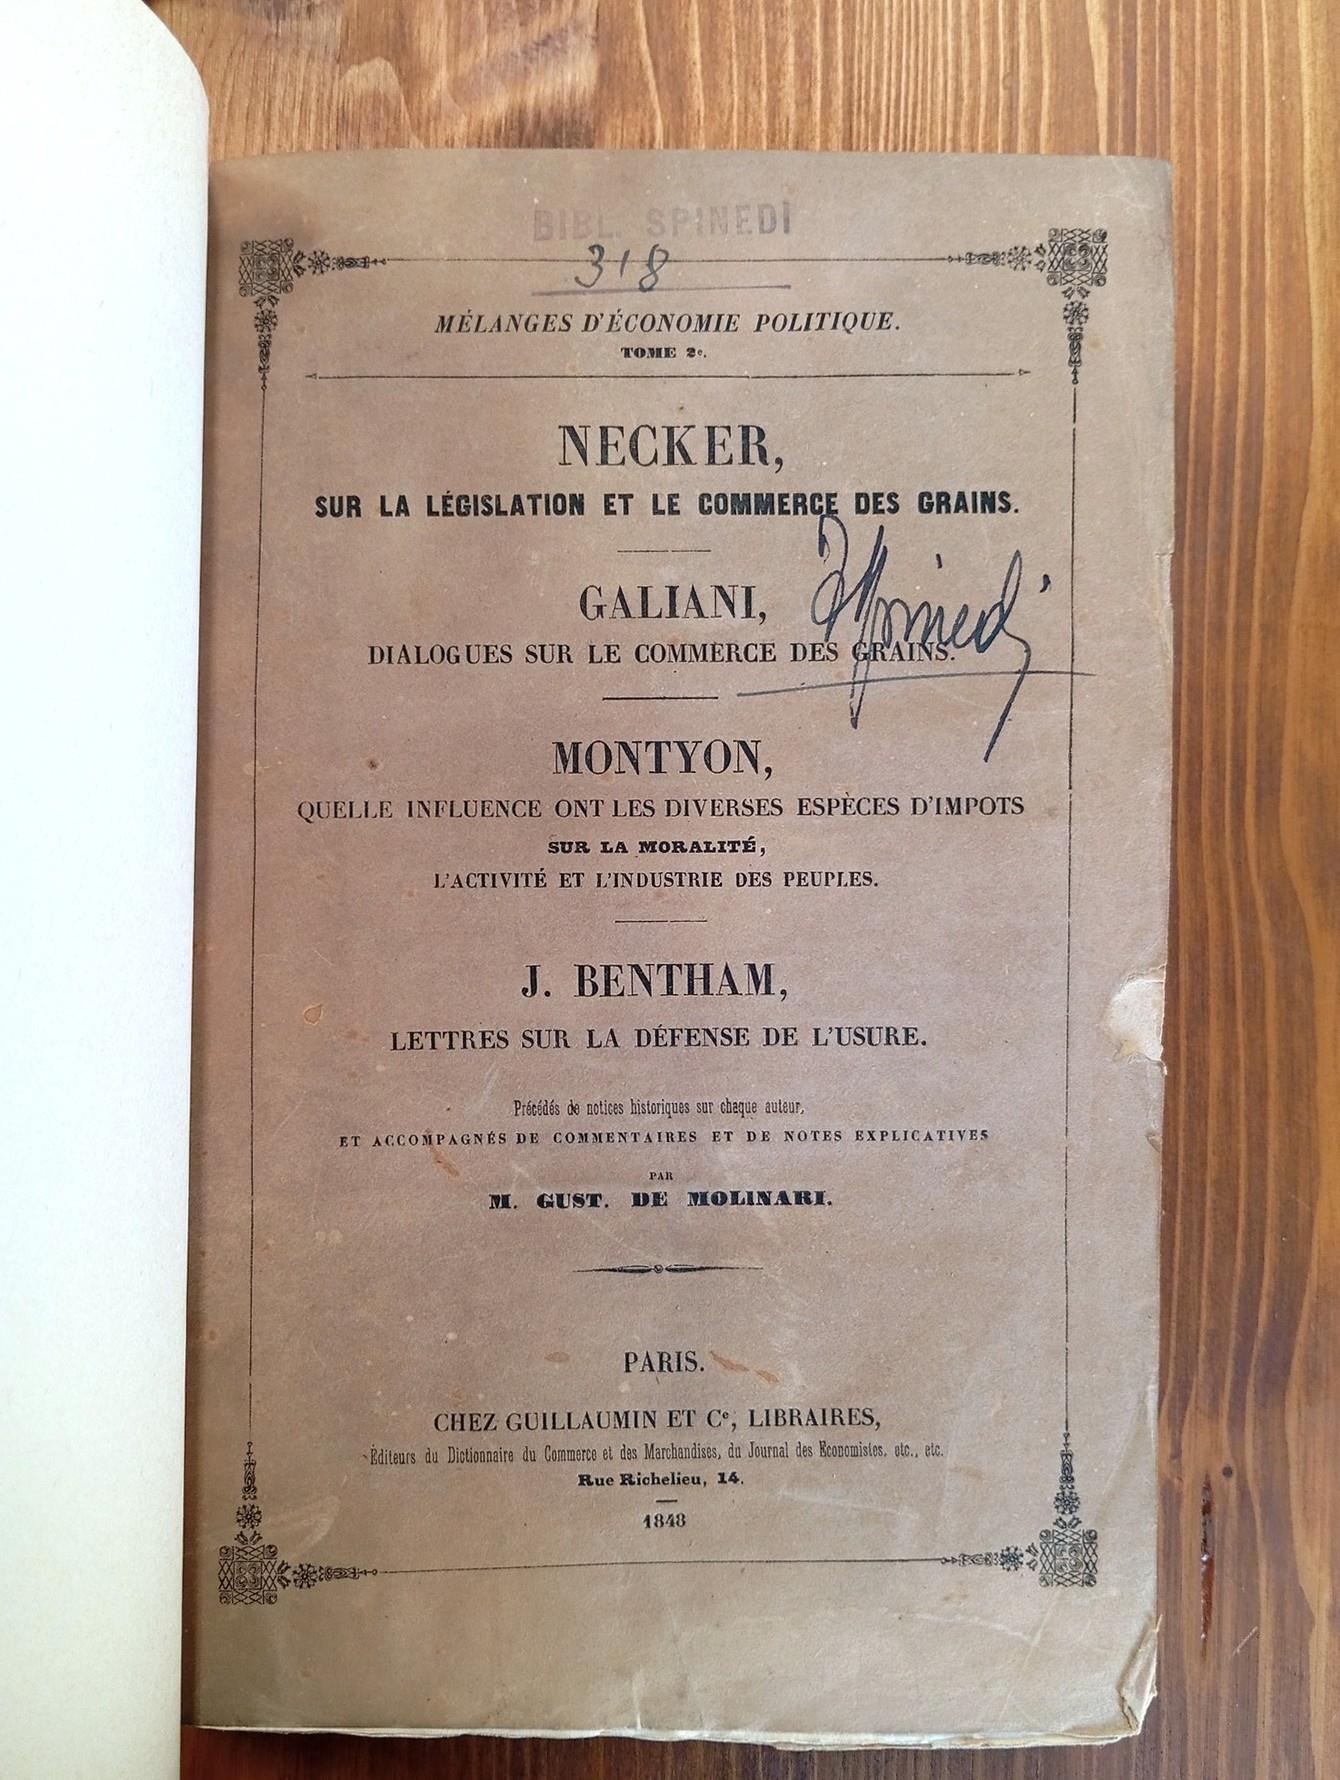 BIBL. SPINEDI
318
MÉLANGES D'ÉCONOMIE POLITIQUE.
TOME 2e.
NECKER,
SUR LA LÉGISLATION ET LE COMMERCE DES GRAINS.
GALIANI,
Spinedi
DIALOGUES SUR LE COMMERCE DES GRAINS.
MONTYON,
QUELLE INFLUENCE ONT LES DIVERSES ESPÈCES D'IMPOTS
SUR LA MORALITÉ,
L'ACTIVITÉ ET L'INDUSTRIE DES PEUPLES.
J. BENTHAM,
LETTRES SUR LA DÉFENSE DE L'USURE.
Précédés de notices historiques sur chaque auteur,
ET ACCOMPAGNÉS DE COMMENTAIRES ET DE NOTES EXPLICATIVES
PAR
M. GUST. DE MOLINARI.
PARIS.
CHEZ GUILLAUMIN ET Ce, LIBRAIRES,
Éditeurs du Dictionnaire du Commerce et des Marchandises, du Journal des Economistes, etc., etc.
Rue Richelieu, 14.
1848